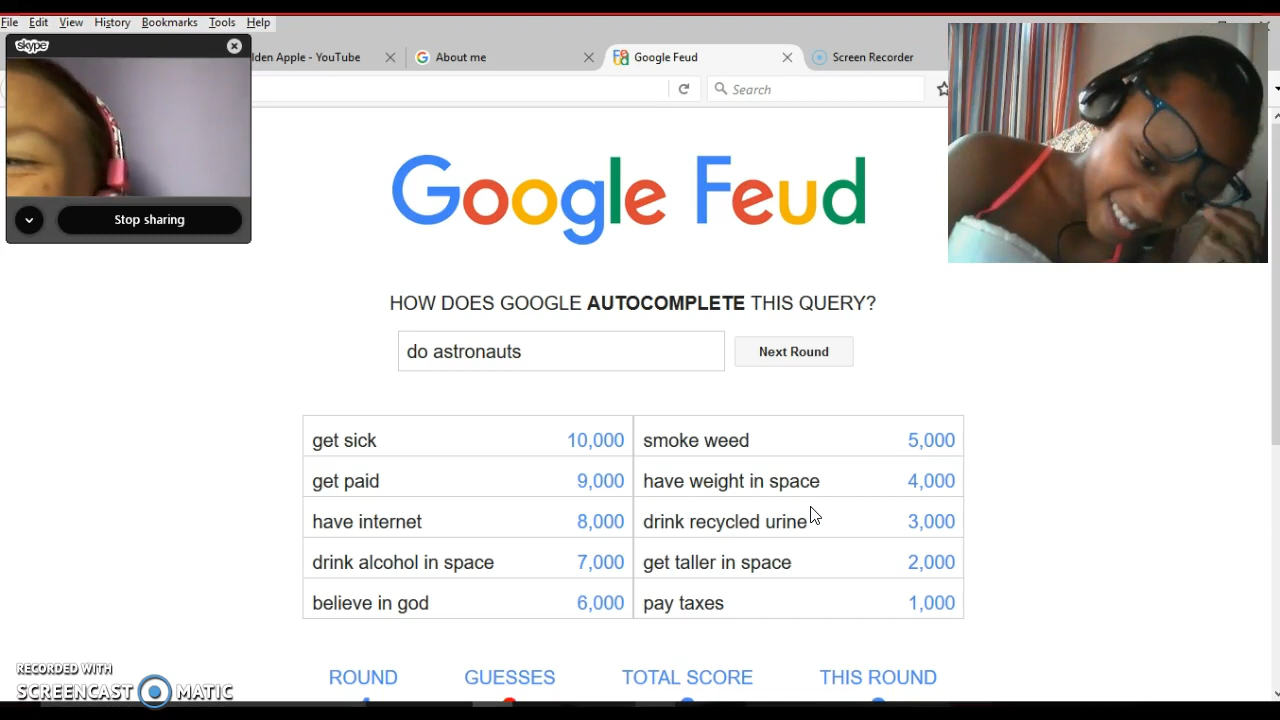 File Edit View History Bookmarks Tools Help
skype
lden Apple - YouTube
About me
Google Feud
Screen Recorder
Search
Stop sharing
Google Feud
HOW DOES GOOGLE AUTOCOMPLETE THIS QUERY?
do astronauts
Next Round
get sick 10,000
smoke weed 5,000
get paid 9,000
have weight in space 4,000
have internet 8,000
drink recycled urine 3,000
drink alcohol in space 7,000
get taller in space 2,000
believe in god 6,000
pay taxes 1,000
ROUND GUESSES TOTAL SCORE THIS ROUND
RECORDED WITH
SCREENCAST MATIC